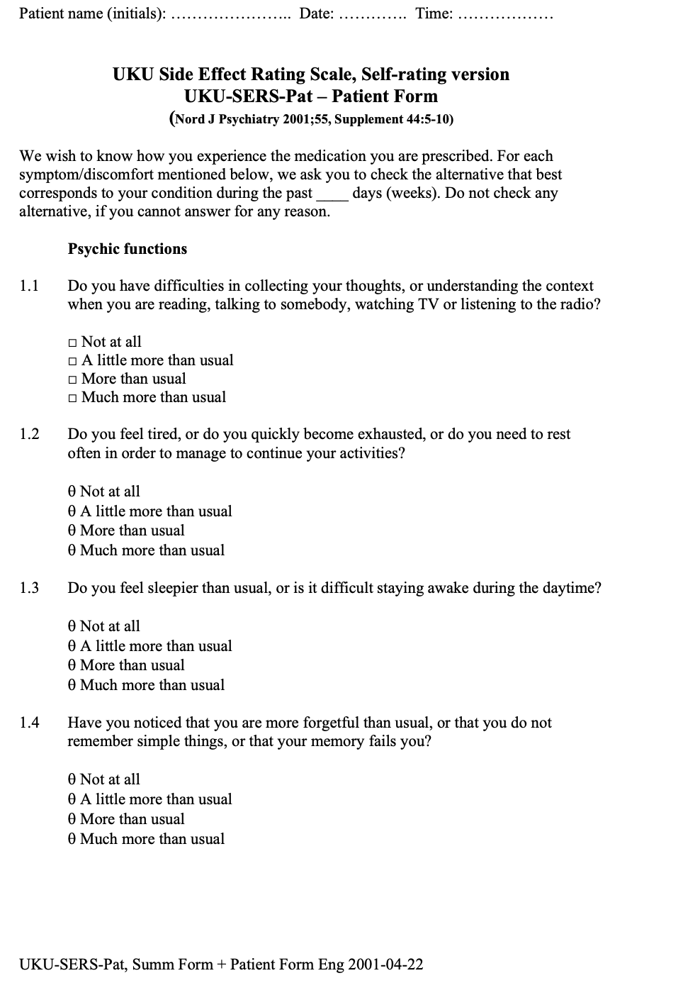 Patient name (initials): ………………….. Date: …………. Time: ………………
UKU Side Effect Rating Scale, Self-rating version
UKU-SERS-Pat – Patient Form
(Nord J Psychiatry 2001;55, Supplement 44:5-10)
We wish to know how you experience the medication you are prescribed. For each
symptom/discomfort mentioned below, we ask you to check the alternative that best
corresponds to your condition during the past ____ days (weeks). Do not check any
alternative, if you cannot answer for any reason.
Psychic functions
1.1 Do you have difficulties in collecting your thoughts, or understanding the context
when you are reading, talking to somebody, watching TV or listening to the radio?
□ Not at all
□ A little more than usual
□ More than usual
□ Much more than usual
1.2 Do you feel tired, or do you quickly become exhausted, or do you need to rest
often in order to manage to continue your activities?
θ Not at all
θ A little more than usual
θ More than usual
θ Much more than usual
1.3 Do you feel sleepier than usual, or is it difficult staying awake during the daytime?
θ Not at all
θ A little more than usual
θ More than usual
θ Much more than usual
1.4 Have you noticed that you are more forgetful than usual, or that you do not
remember simple things, or that your memory fails you?
θ Not at all
θ A little more than usual
θ More than usual
θ Much more than usual
UKU-SERS-Pat, Summ Form + Patient Form Eng 2001-04-22